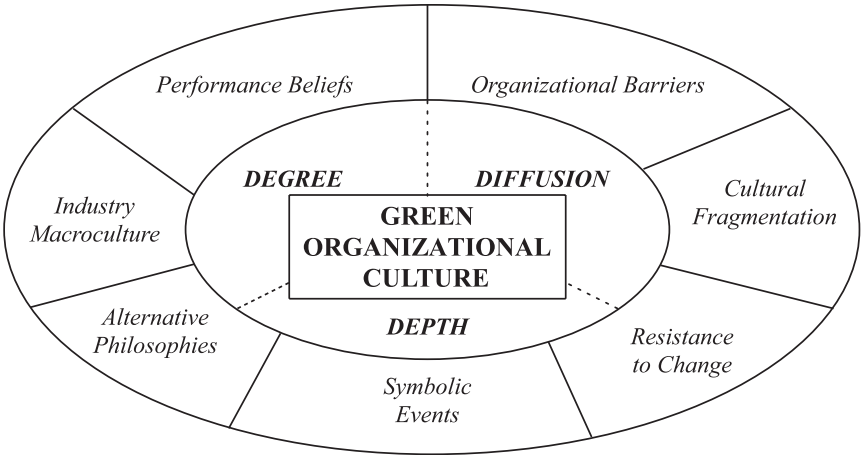 Performance Beliefs
Organizational Barriers
DEGREE
DIFFUSION
Industry
Macroculture
GREEN
ORGANIZATIONAL
CULTURE
Cultural
Fragmentation
Alternative
Philosophies
DEPTH
Resistance
to Change
Symbolic
Events